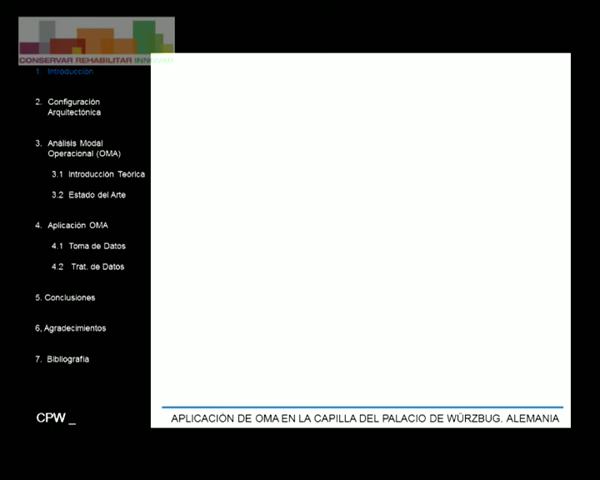 CONSERVAR REHABILITAR INNOVAR
1. Introducción
2. Configuración
Arquitectónica
3. Análisis Modal
Operacional (OMA)
3.1 Introducción Teórica
3.2 Estado del Arte
4. Aplicación OMA
4.1 Toma de Datos
4.2 Trat. de Datos
5. Conclusiones
6, Agradecimientos
7. Bibliografía
CPW _
APLICACIÓN DE OMA EN LA CAPILLA DEL PALACIO DE WÜRZBUG. ALEMANIA